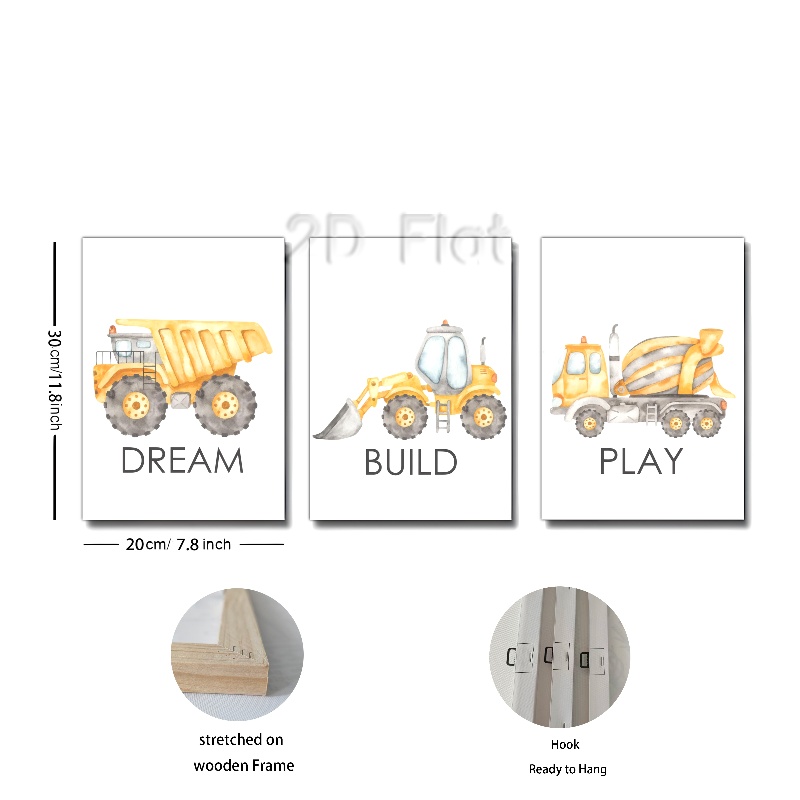 2D Flat
30cm/11.8inch
DREAM
BUILD
PLAY
20cm/ 7.8 inch
stretched on
wooden Frame
Hook
Ready to Hang